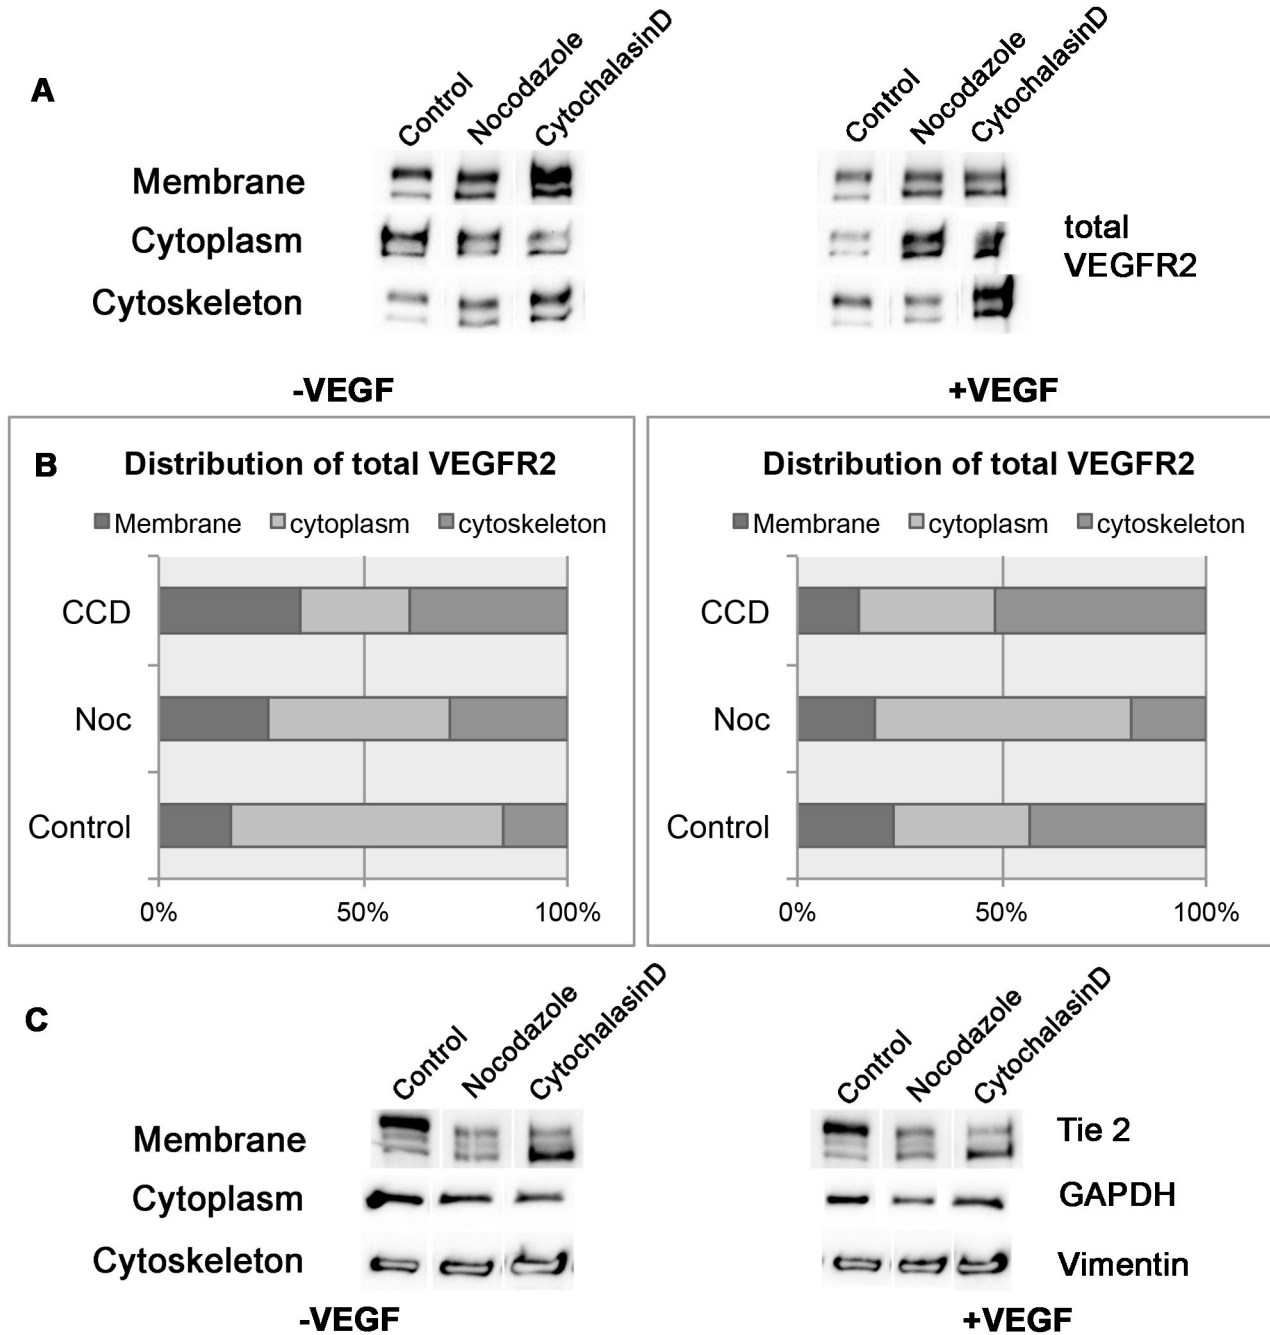 A
Control Nocodazole CytochalasinD
Control Nocodazole CytochalasinD
Membrane
Cytoplasm
Cytoskeleton
total
VEGFR2
-VEGF
+VEGF
B
Distribution of total VEGFR2
Membrane cytoplasm cytoskeleton
CCD
Noc
Control
0% 50% 100%
Distribution of total VEGFR2
Membrane cytoplasm cytoskeleton
CCD
Noc
Control
0% 50% 100%
C
Control Nocodazole CytochalasinD
Control Nocodazole CytochalasinD
Membrane
Tie 2
Cytoplasm
GAPDH
Cytoskeleton
Vimentin
-VEGF
+VEGF